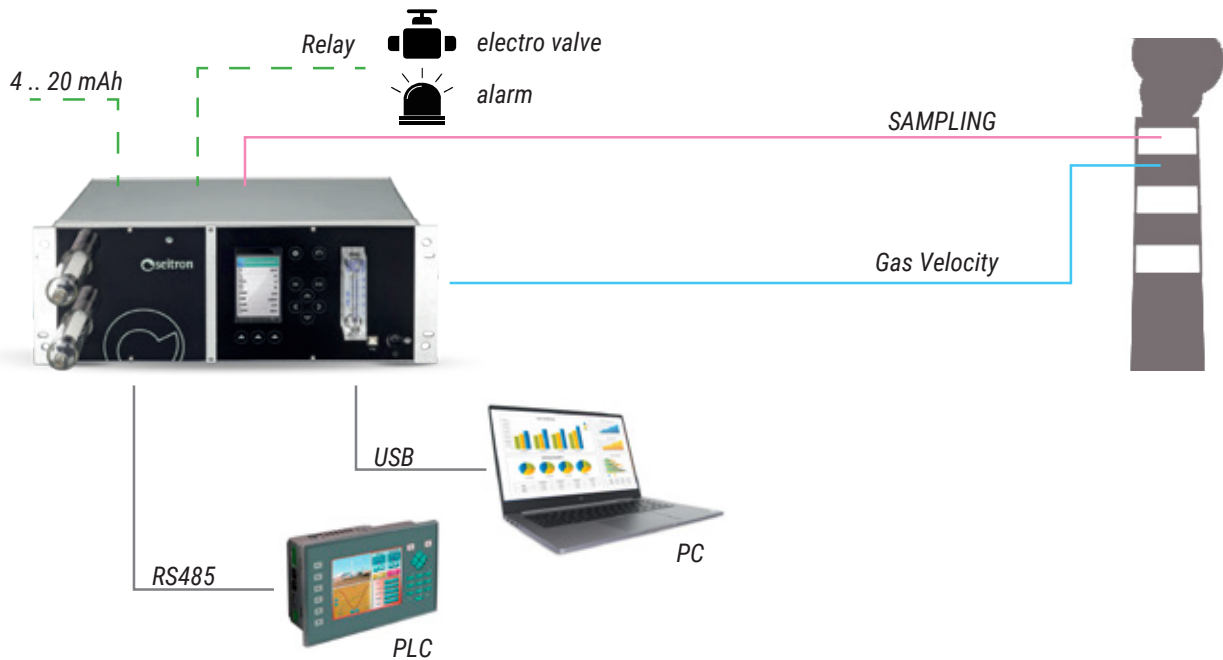 Relay
electro valve
4 .. 20 mAh
alarm
SAMPLING
seitron
Gas Velocity
USB
PC
RS485
PLC